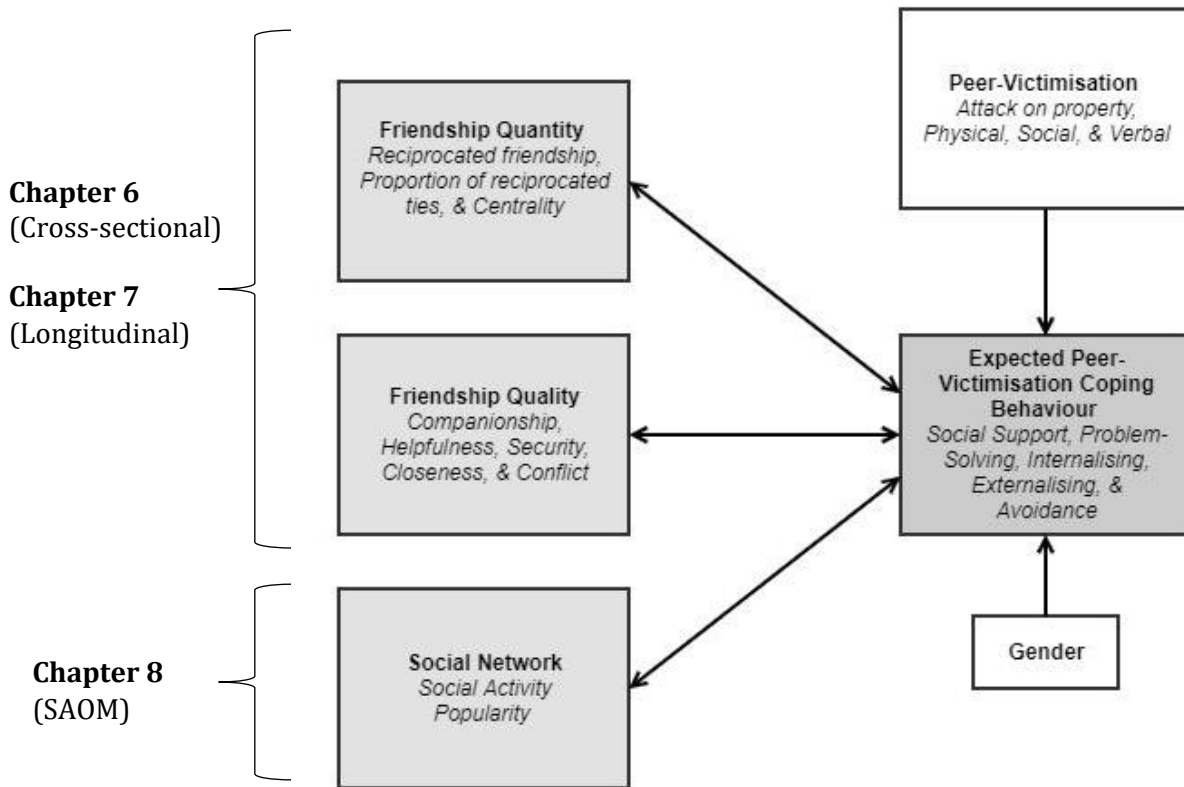 Chapter 6
(Cross-sectional)
Chapter 7
(Longitudinal)
Friendship Quantity
Reciprocated friendship,
Proportion of reciprocated
ties, & Centrality
Friendship Quality
Companionship,
Helpfulness, Security,
Closeness, & Conflict
Chapter 8
(SAOM)
Social Network
Social Activity
Popularity
Peer-Victimisation
Attack on property,
Physical, Social, & Verbal
Expected Peer-
Victimisation Coping
Behaviour
Social Support, Problem-
Solving, Internalising,
Externalising, &
Avoidance
Gender